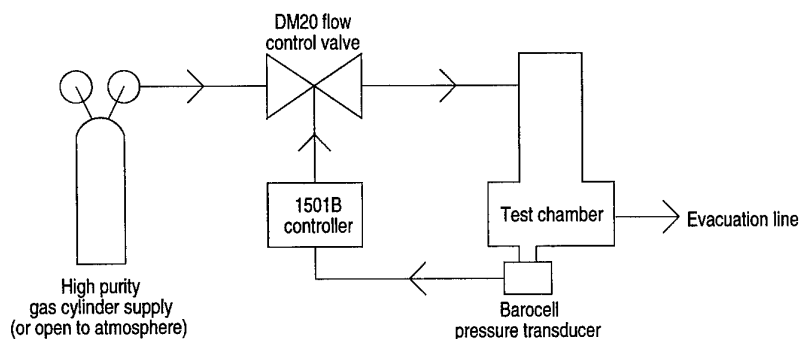 DM20 flow
control valve
1501B
controller
Test chamber
Evacuation line
High purity
gas cylinder supply
(or open to atmosphere)
Barocell
pressure transducer